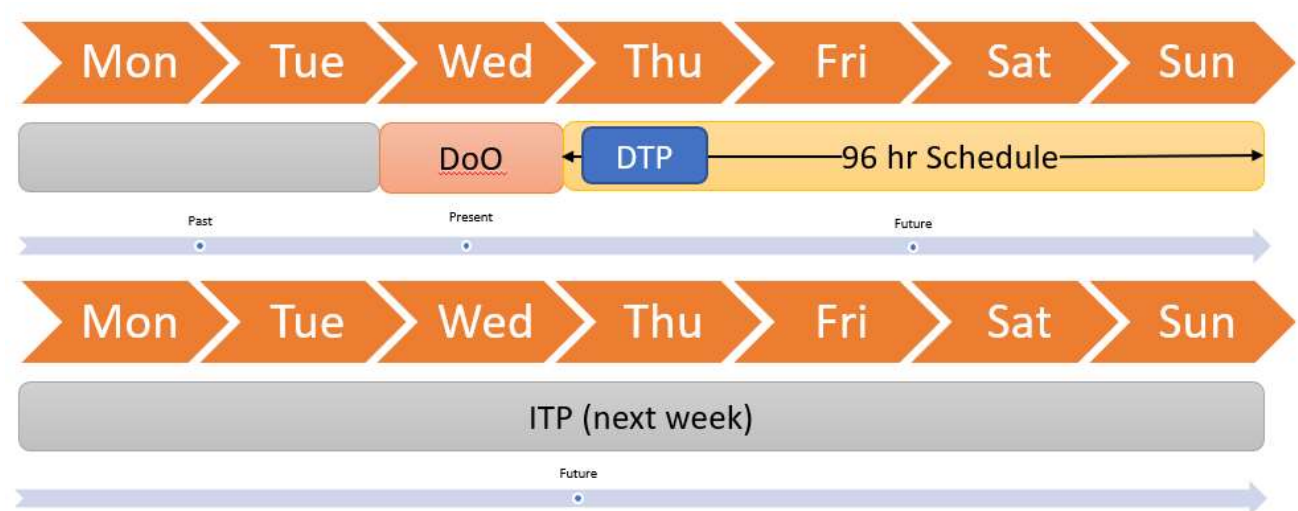 Mon Tue Wed Thu Fri Sat Sun
DoO DTP 96 hr Schedule
Past Present Future
Mon Tue Wed Thu Fri Sat Sun
ITP (next week)
Future